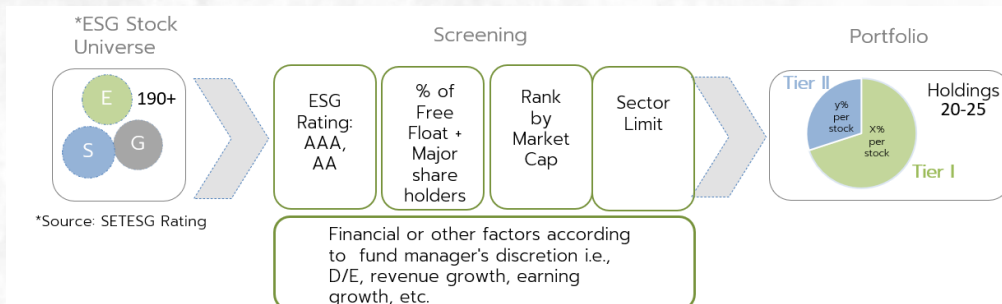 *ESG Stock
Universe
E
190+
S
G
*Source: SETESG Rating
Screening
ESG
Rating:
AAA,
AA
% of
Free
Float +
Major
share
holders
Rank
by
Market
Cap
Sector
Limit
Financial or other factors according
to fund manager's discretion i.e.,
D/E, revenue growth, earning
growth, etc.
Portfolio
Tier II
y%
per
stock
X%
per
stock
Tier I
Holdings
20-25